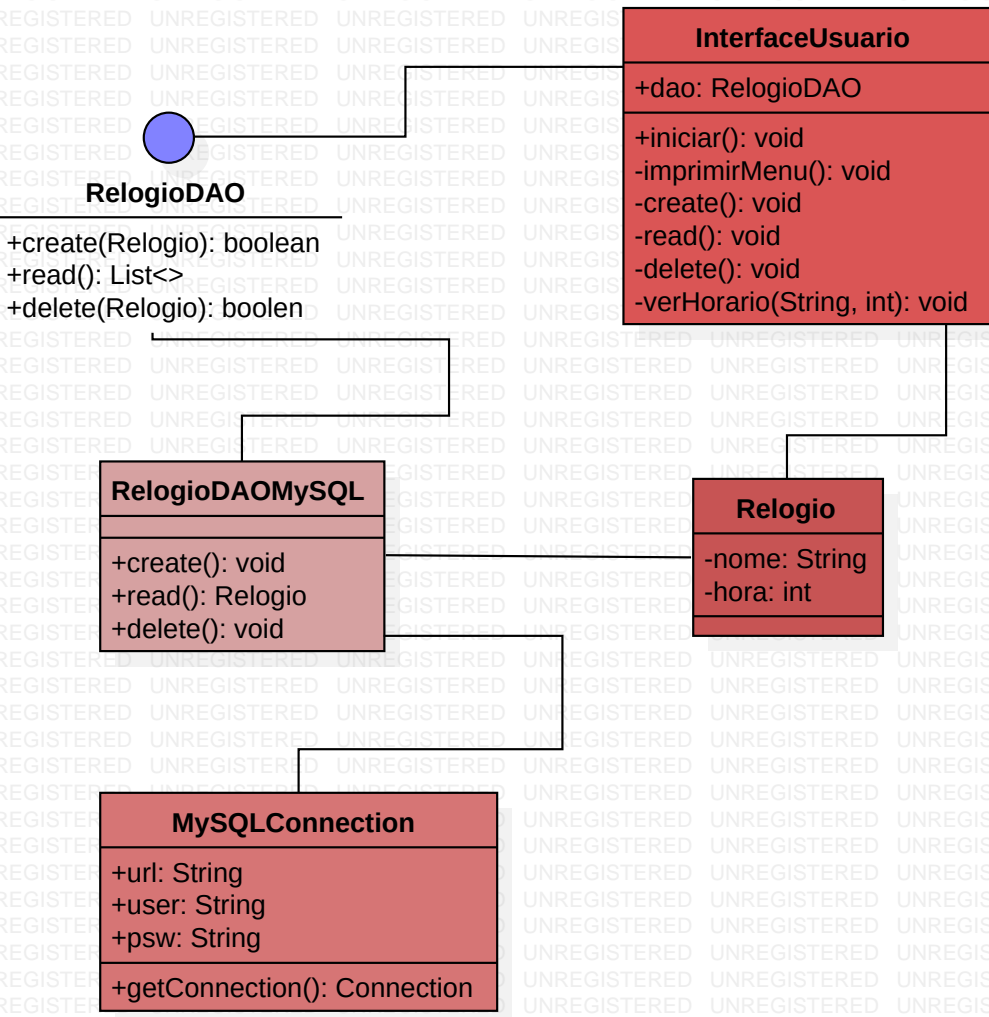 InterfaceUsuario
+dao: RelogioDAO
+iniciar(): void
-imprimirMenu(): void
-create(): void
-read(): void
-delete(): void
-verHorario(String, int): void
RelogioDAO
+create(Relogio): boolean
+read(): List<>
+delete(Relogio): boolen
RelogioDAOMySQL
+create(): void
+read(): Relogio
+delete(): void
Relogio
-nome: String
-hora: int
MySQLConnection
+url: String
+user: String
+psw: String
+getConnection(): Connection
UNREGISTERED